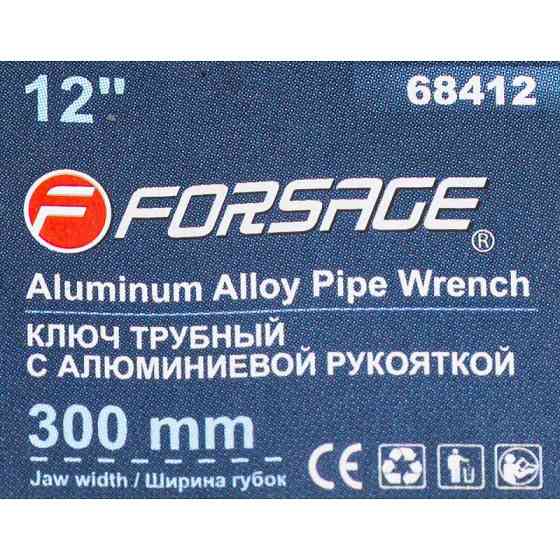 12"
68412
FORSAGE®
Aluminum Alloy Pipe Wrench
КЛЮЧ ТРУБНЫЙ
С АЛЮМИНИЕВОЙ РУКОЯТКОЙ
300 mm
Jaw width / Ширина губок
CE